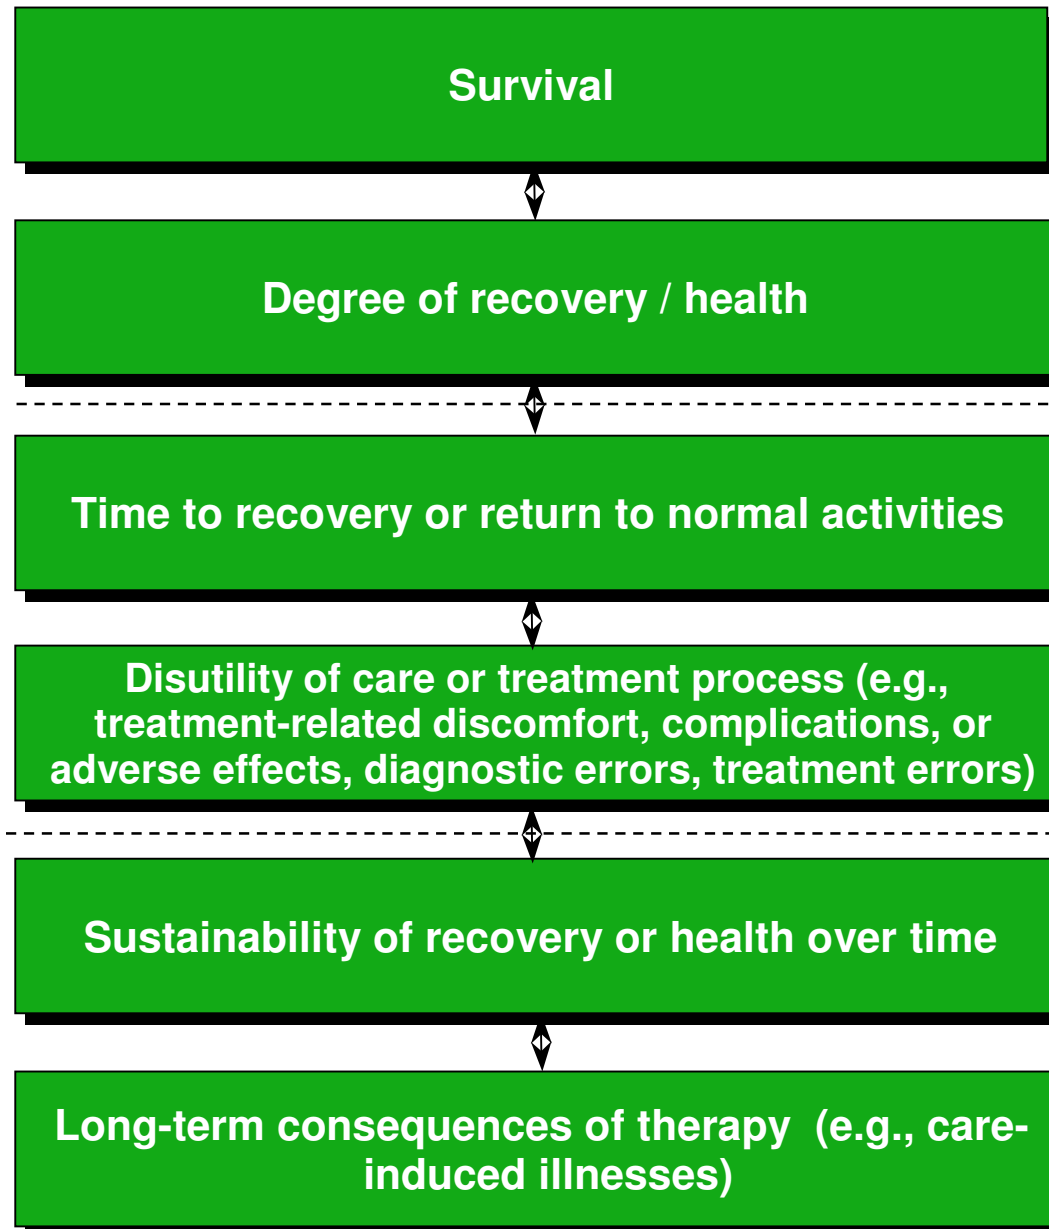 Survival
Degree of recovery / health
Time to recovery or return to normal activities
Disutility of care or treatment process (e.g.,
treatment-related discomfort, complications, or
adverse effects, diagnostic errors, treatment errors)
Sustainability of recovery or health over time
Long-term consequences of therapy  (e.g., care-
induced illnesses)